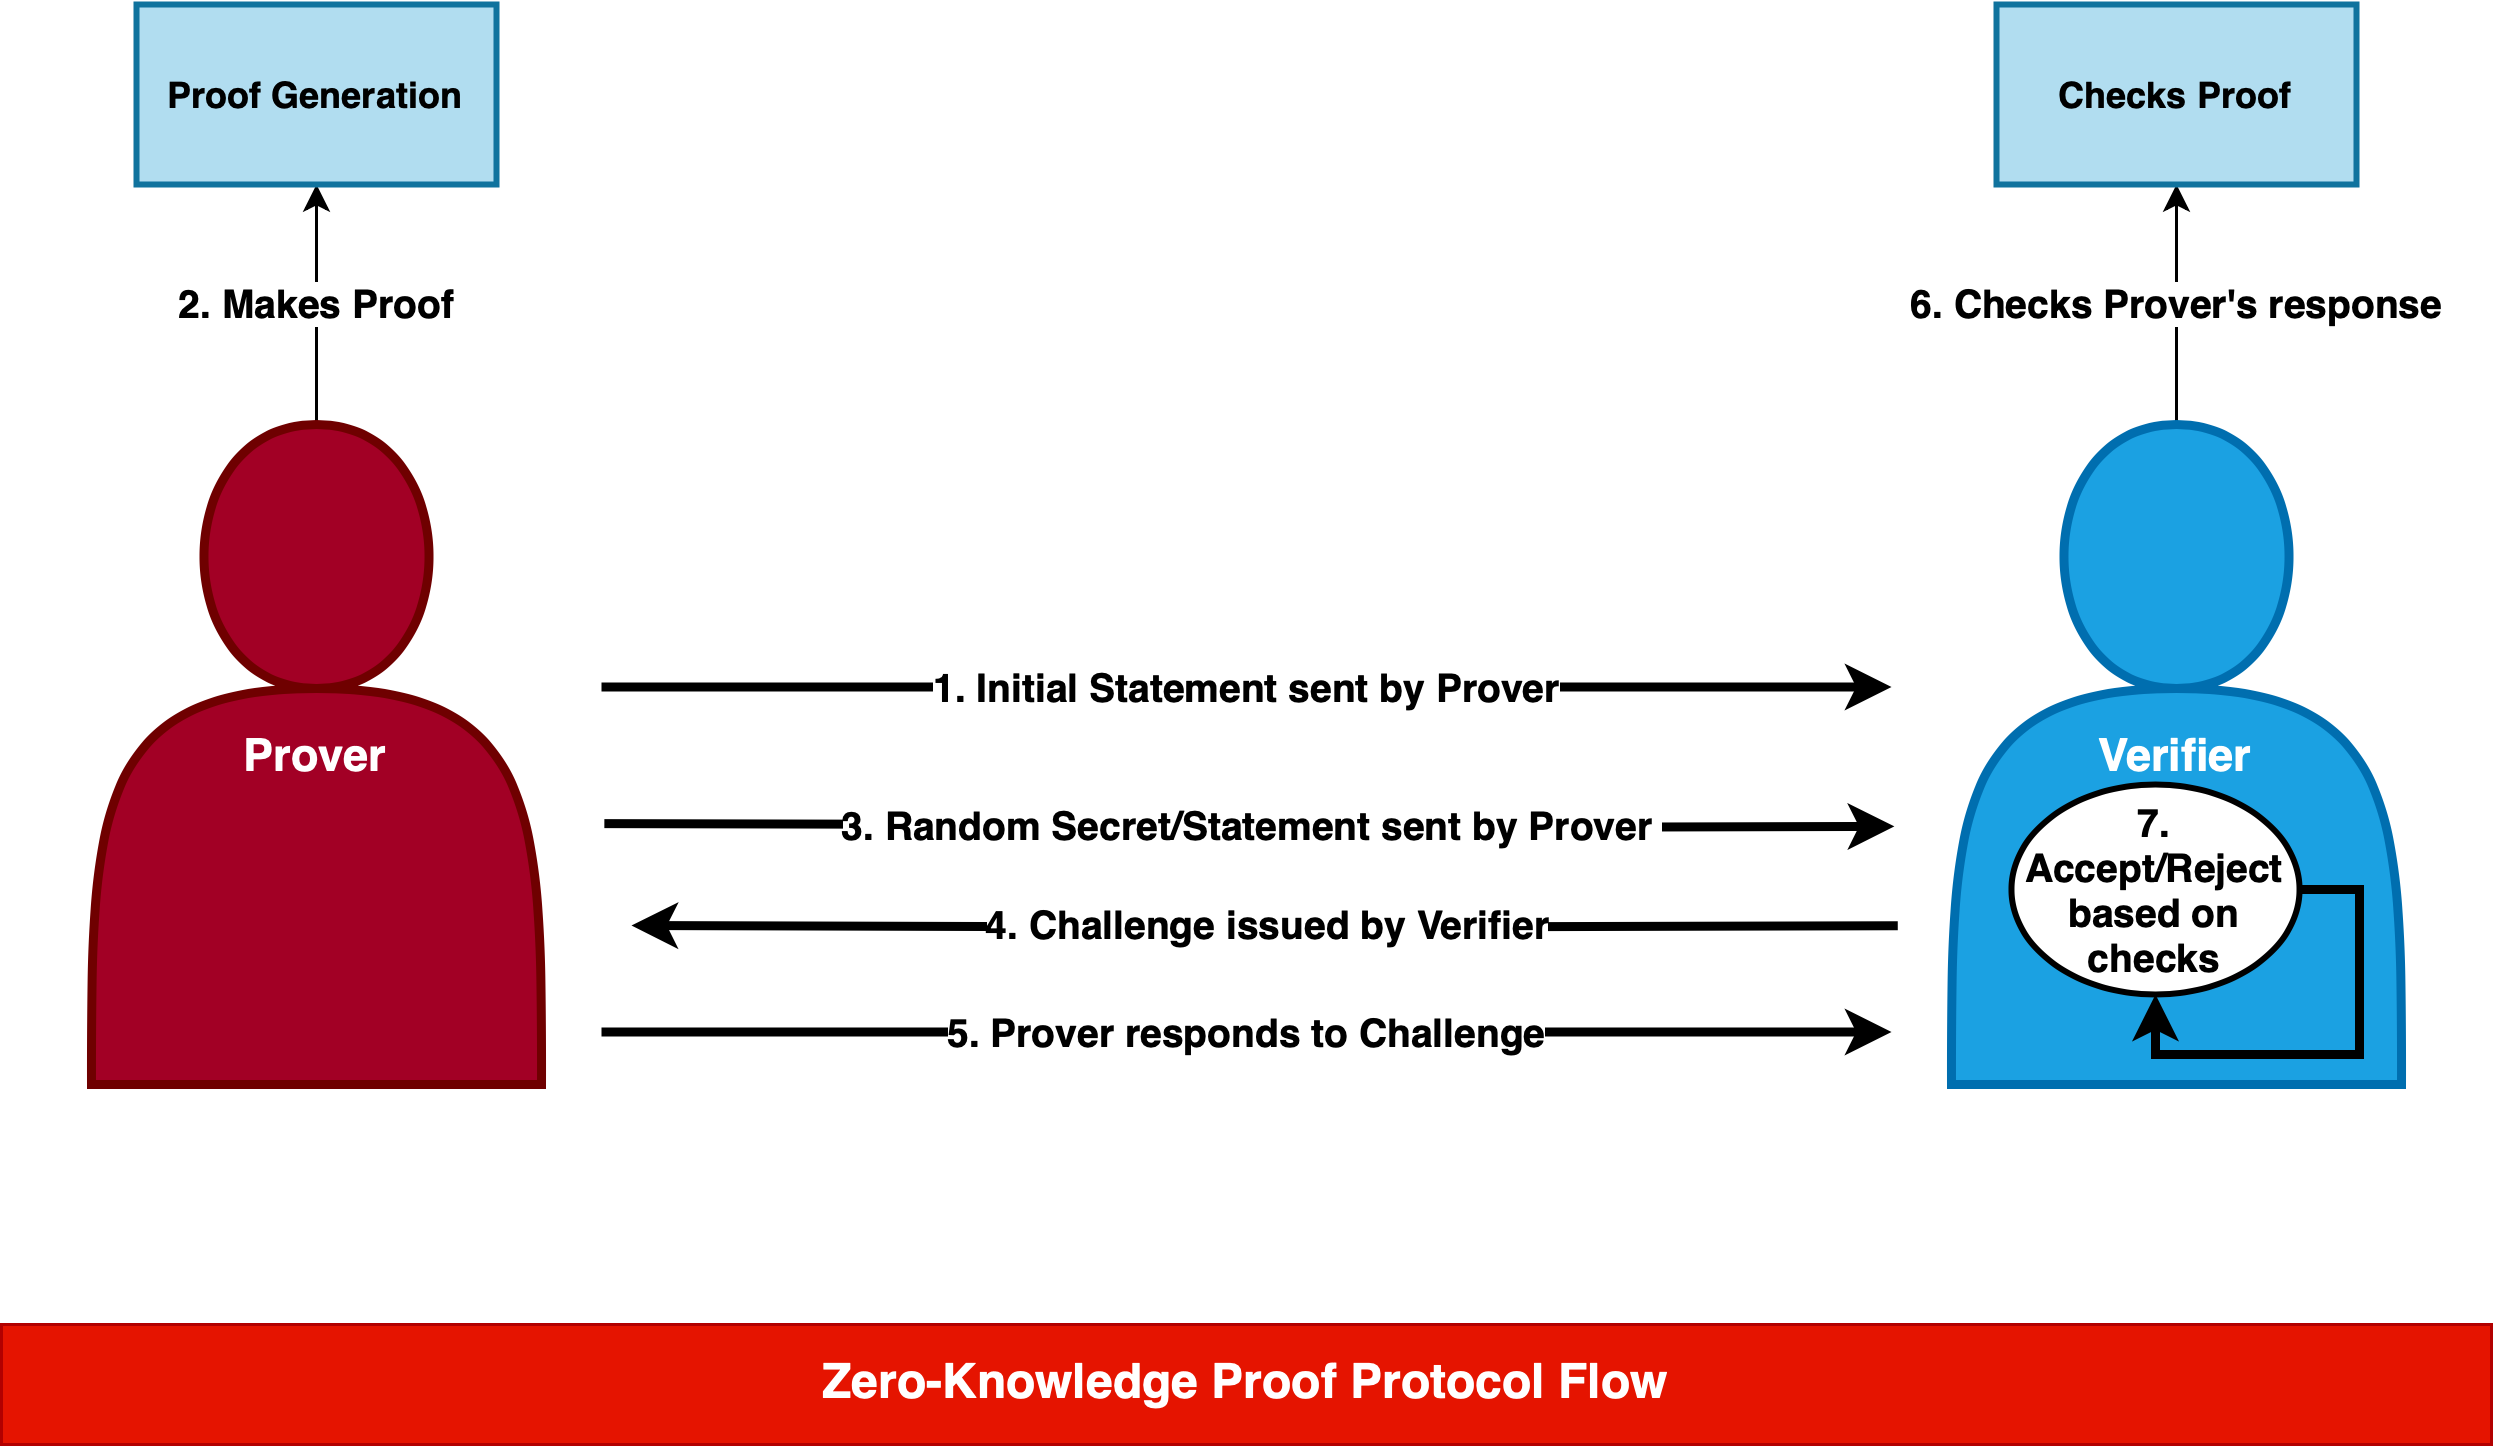 Proof Generation
Checks Proof
2. Makes Proof
6. Checks Prover's response
1. Initial Statement sent by Prover
Prover
Verifier
3. Random Secret/Statement sent by Prover
7.
Accept/Reject
based on
checks
4. Challenge issued by Verifier
5. Prover responds to Challenge
Zero-Knowledge Proof Protocol Flow